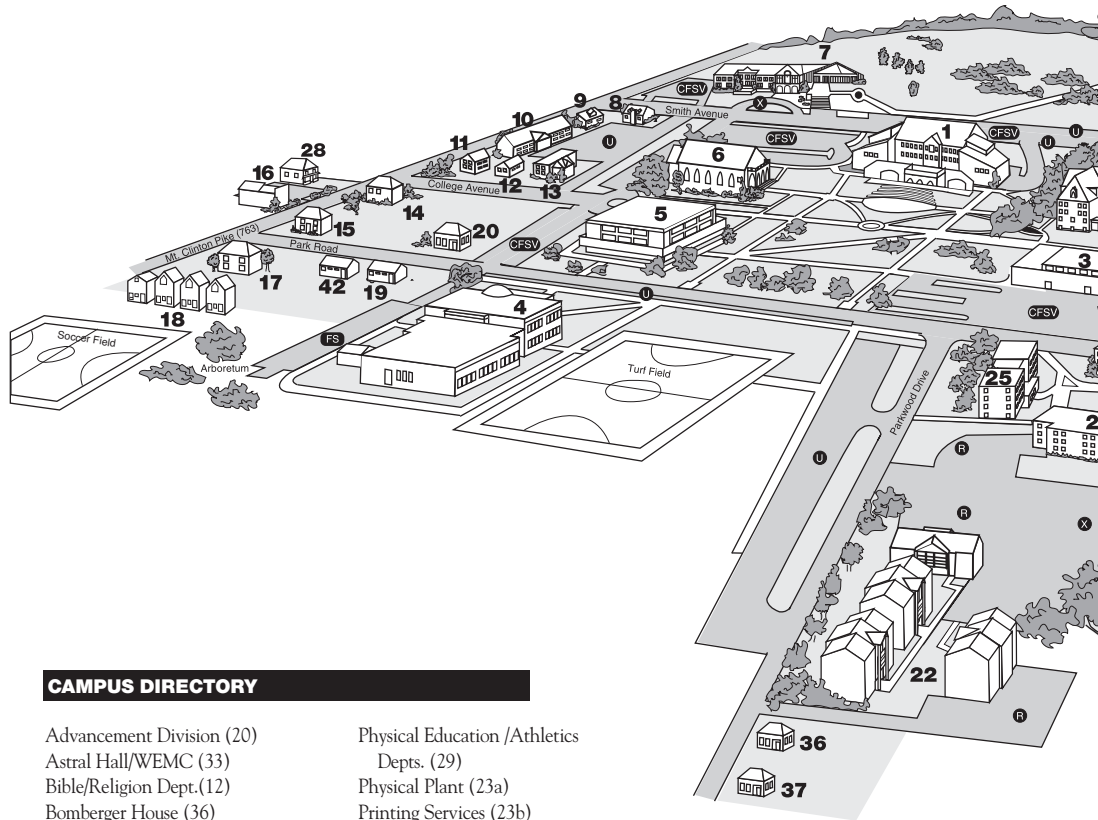 7
CFSV
X
9
8
Smith Avenue
10
U
CFSV
1
CFSV
U
U
11
6
28
12
13
16
College Avenue
14
5
15
20
Mt. Clinton Pike (763)
Park Road
CFSV
3
17
42
19
U
18
4
CFSV
FS
Soccer Field
Arboretum
Turf Field
25
Parkwood Drive
2
U
R
R
X
22
R
36
37
CAMPUS DIRECTORY
Advancement Division (20)
Astral Hall/WEMC (33)
Bible/Religion Dept.(12)
Bomberger House (36)
Physical Education /Athletics
Depts. (29)
Physical Plant (23a)
Printing Services (23b)